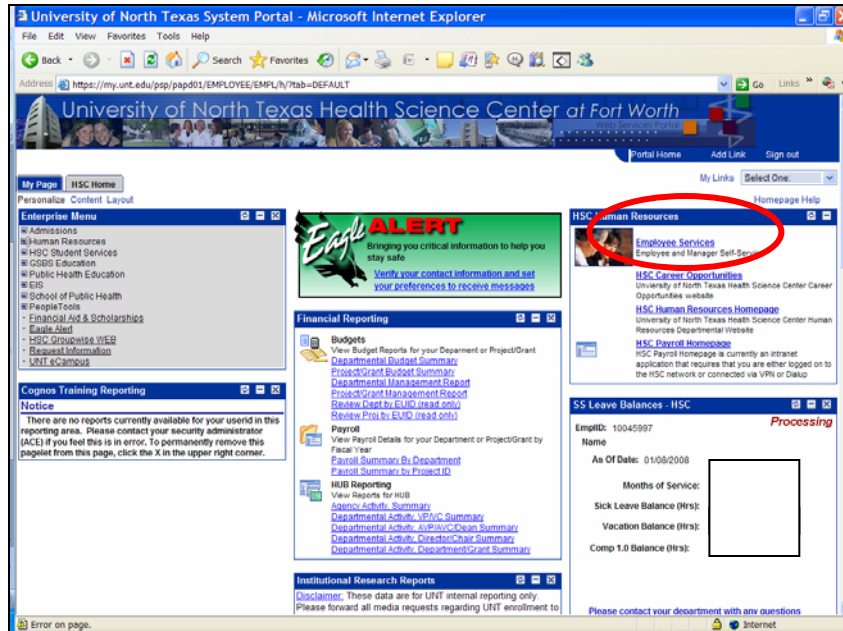 University of North Texas System Portal - Microsoft Internet Explorer
File Edit View Favorites Tools Help
Back Search Favorites
Address https://my.unt.edu/psp/papd01/EMPLOYEE/EMPL/h/?tab=DEFAULT Go Links »
University of North Texas Health Science Center at Fort Worth
Portal Home Add Link Sign out
My Page HSC Home
My Links Select One:
Personalize Content Layout
Homepage Help
Enterprise Menu
Admissions
Human Resources
HSC Student Services
GSBS Education
Public Health Education
EIS
School of Public Health
PeopleTools
- Financial Aid & Scholarships
- Eagle Alert
- HSC Groupwise WEB
- Request Information
- UNT eCampus
Cognos Training Reporting
Notice
There are no reports currently available for your userid in this
reporting area. Please contact your security administrator
(ACE) if you feel this is in error. To permanently remove this
pagelet from this page, click the X in the upper right corner.
Eagle ALERT
Bringing you critical information to help you
stay safe
Verify your contact information and set
your preferences to receive messages
Financial Reporting
Budgets
View Budget Reports for your Deparment or Project/Grant
Departmental Budget Summary
Project/Grant Budget Summary
Departmental Management Report
Project/Grant Management Report
Review Dept by EUID (read only)
Review Proj by EUID (read only)
Payroll
View Payroll Details for your Department or Project/Grant by
Fiscal Year
Payroll Summary By Department
Payroll Summary by Project ID
HUB Reporting
View Reports for HUB
Agency Activity, Summary
Departmental Activity, VP/VC Summary
Departmental Activity, AVP/AVC/Dean Summary
Departmental Activity, Director/Chair Summary
Departmental Activity, Department/Grant Summary
Institutional Research Reports
Disclaimer: These data are for UNT internal reporting only.
Please forward all media requests regarding UNT enrollment to
HSC Human Resources
Employee Services
Employee and Manager Self-Serv
HSC Career Opportunities
University of North Texas Health Science Center Career
Opportunities website
HSC Human Resources Homepage
University of North Texas Health Science Center Human
Resources Departmental Website
HSC Payroll Homepage
HSC Payroll Homepage is currently an intranet
application that requires that you are either logged on to
the HSC network or connected via VPN or Dialup
SS Leave Balances - HSC
EmplID: 10045997 Processing
Name
As Of Date: 01/08/2008
Months of Service:
Sick Leave Balance (Hrs):
Vacation Balance (Hrs):
Comp 1.0 Balance (Hrs):
Please contact your department with any questions
Error on page. Internet